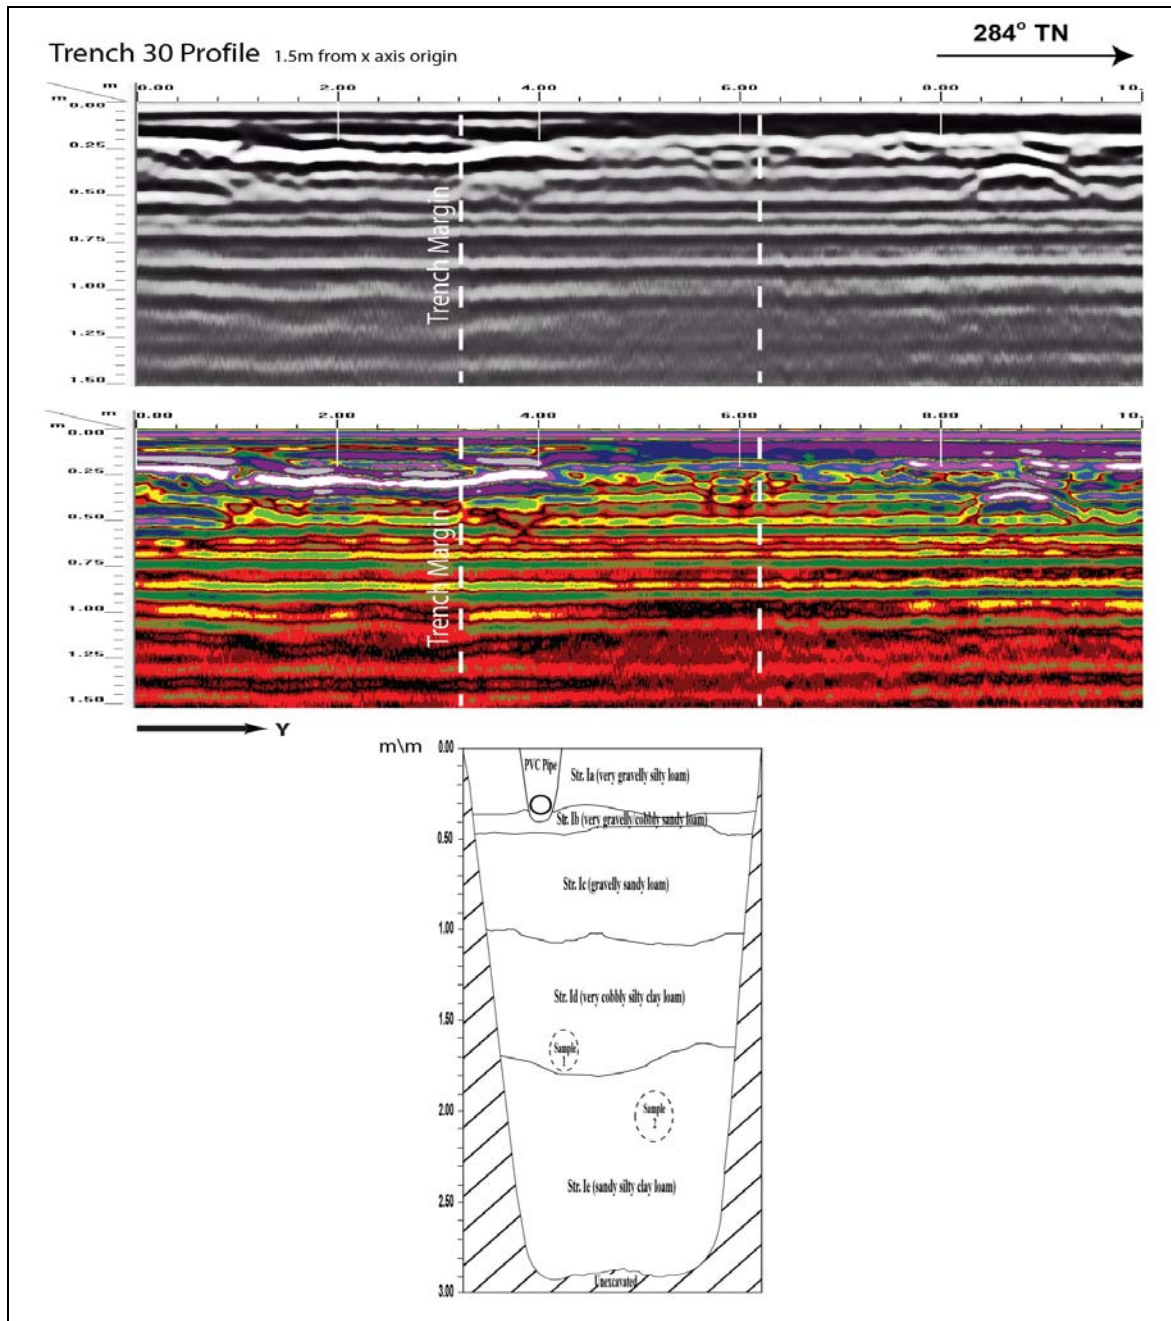 284° TN
Trench 30 Profile 1.5m from x axis origin
m 0.00 2.00 4.00 6.00 8.00 10.
m 0.00
0.25
0.50
0.75
1.00
1.25
1.50
Trench Margin
m 0.00 2.00 4.00 6.00 8.00 10.
m 0.00
0.25
0.50
0.75
1.00
1.25
1.50
Trench Margin
Y
m\m 0.00
PVC Pipe
Str. Ia (very gravelly silty loam)
Str. Ib (very gravelly/cobbly sandy loam)
0.50
Str. Ic (gravelly sandy loam)
1.00
Str. Id (very cobbly silty clay loam)
1.50
Sample
1
2.00
Sample
2
Str. Ie (sandy silty clay loam)
2.50
Unexcavated
3.00